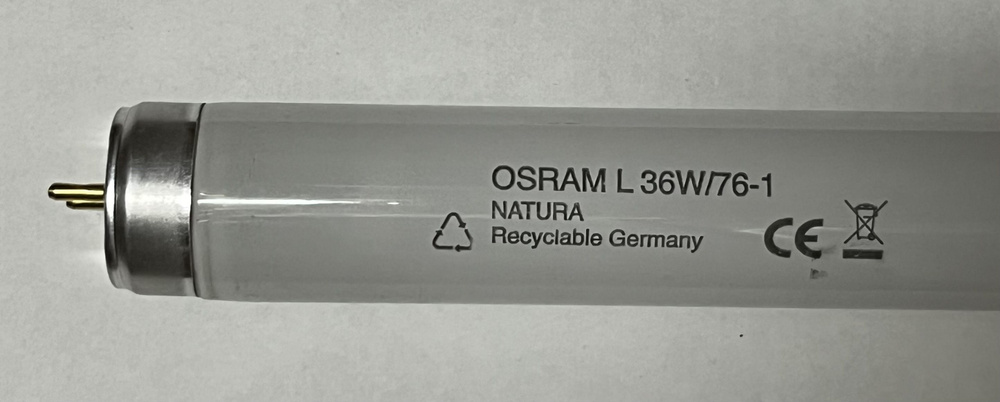 OSRAM L 36W/76-1
NATURA
Recyclable Germany
CE